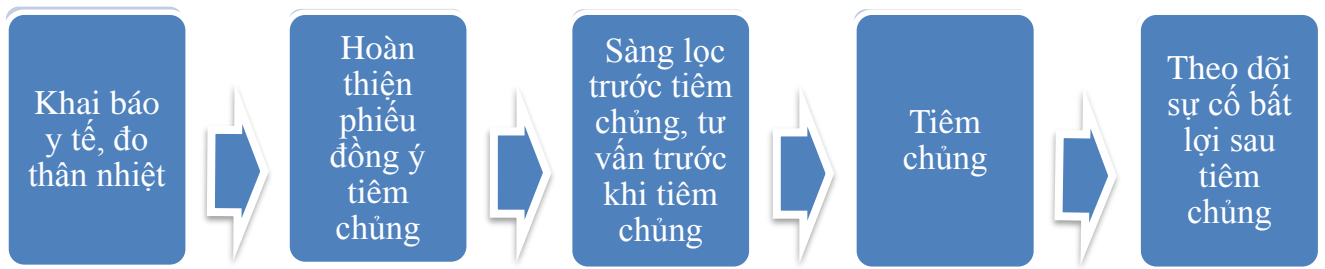 Khai báo
y tế, đo
thân nhiệt
Hoàn
thiện
phiếu
đồng ý
tiêm
chủng
Sàng lọc
trước tiêm
chủng, tư
vấn trước
khi tiêm
chủng
Tiêm
chủng
Theo dõi
sự cố bất
lợi sau
tiêm
chủng